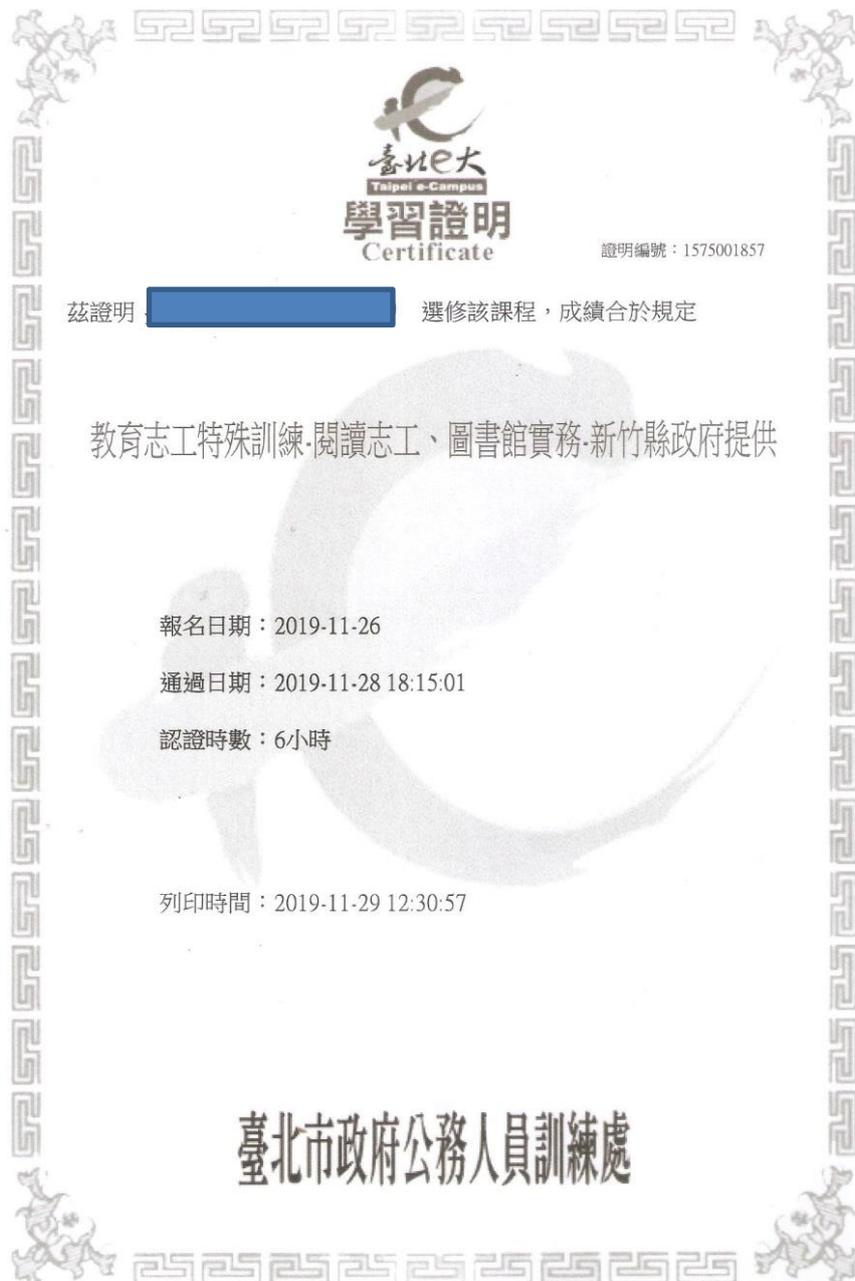 臺北e大
Taipei e-Campus
學習證明
Certificate
證明編號：1575001857
茲證明 選修該課程，成績合於規定
教育志工特殊訓練-閱讀志工、圖書館實務-新竹縣政府提供
報名日期：2019-11-26
通過日期：2019-11-28 18:15:01
認證時數：6小時
列印時間：2019-11-29 12:30:57
臺北市政府公務人員訓練處